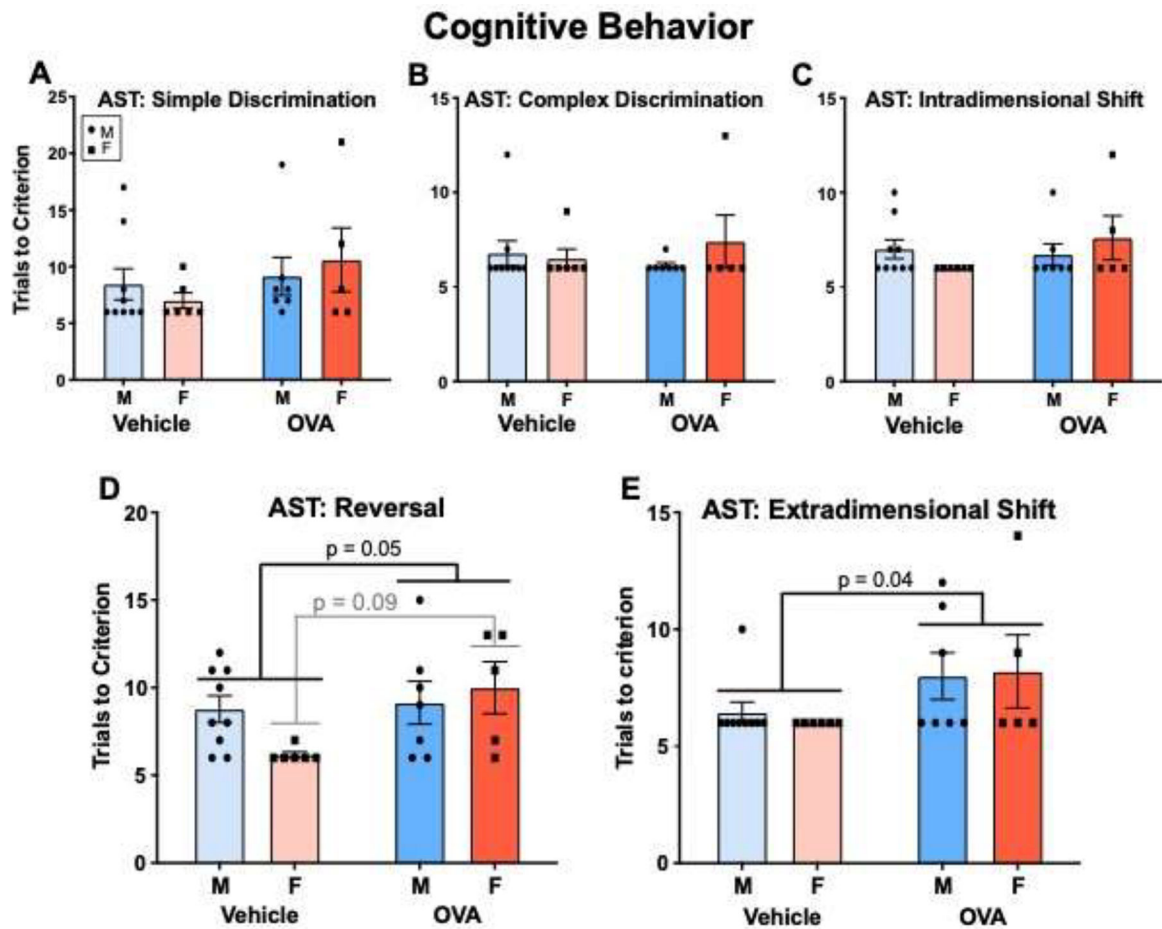 Cognitive Behavior
A
AST: Simple Discrimination
M
F
Trials to Criterion
25
20
15
10
5
0
M F M F
Vehicle OVA
B
AST: Complex Discrimination
15
10
5
0
M F M F
Vehicle OVA
C
AST: Intradimensional Shift
15
10
5
0
M F M F
Vehicle OVA
D
AST: Reversal
p = 0.05
p = 0.09
Trials to Criterion
20
15
10
5
0
M F M F
Vehicle OVA
E
AST: Extradimensional Shift
p = 0.04
Trials to criterion
15
10
5
0
M F M F
Vehicle OVA